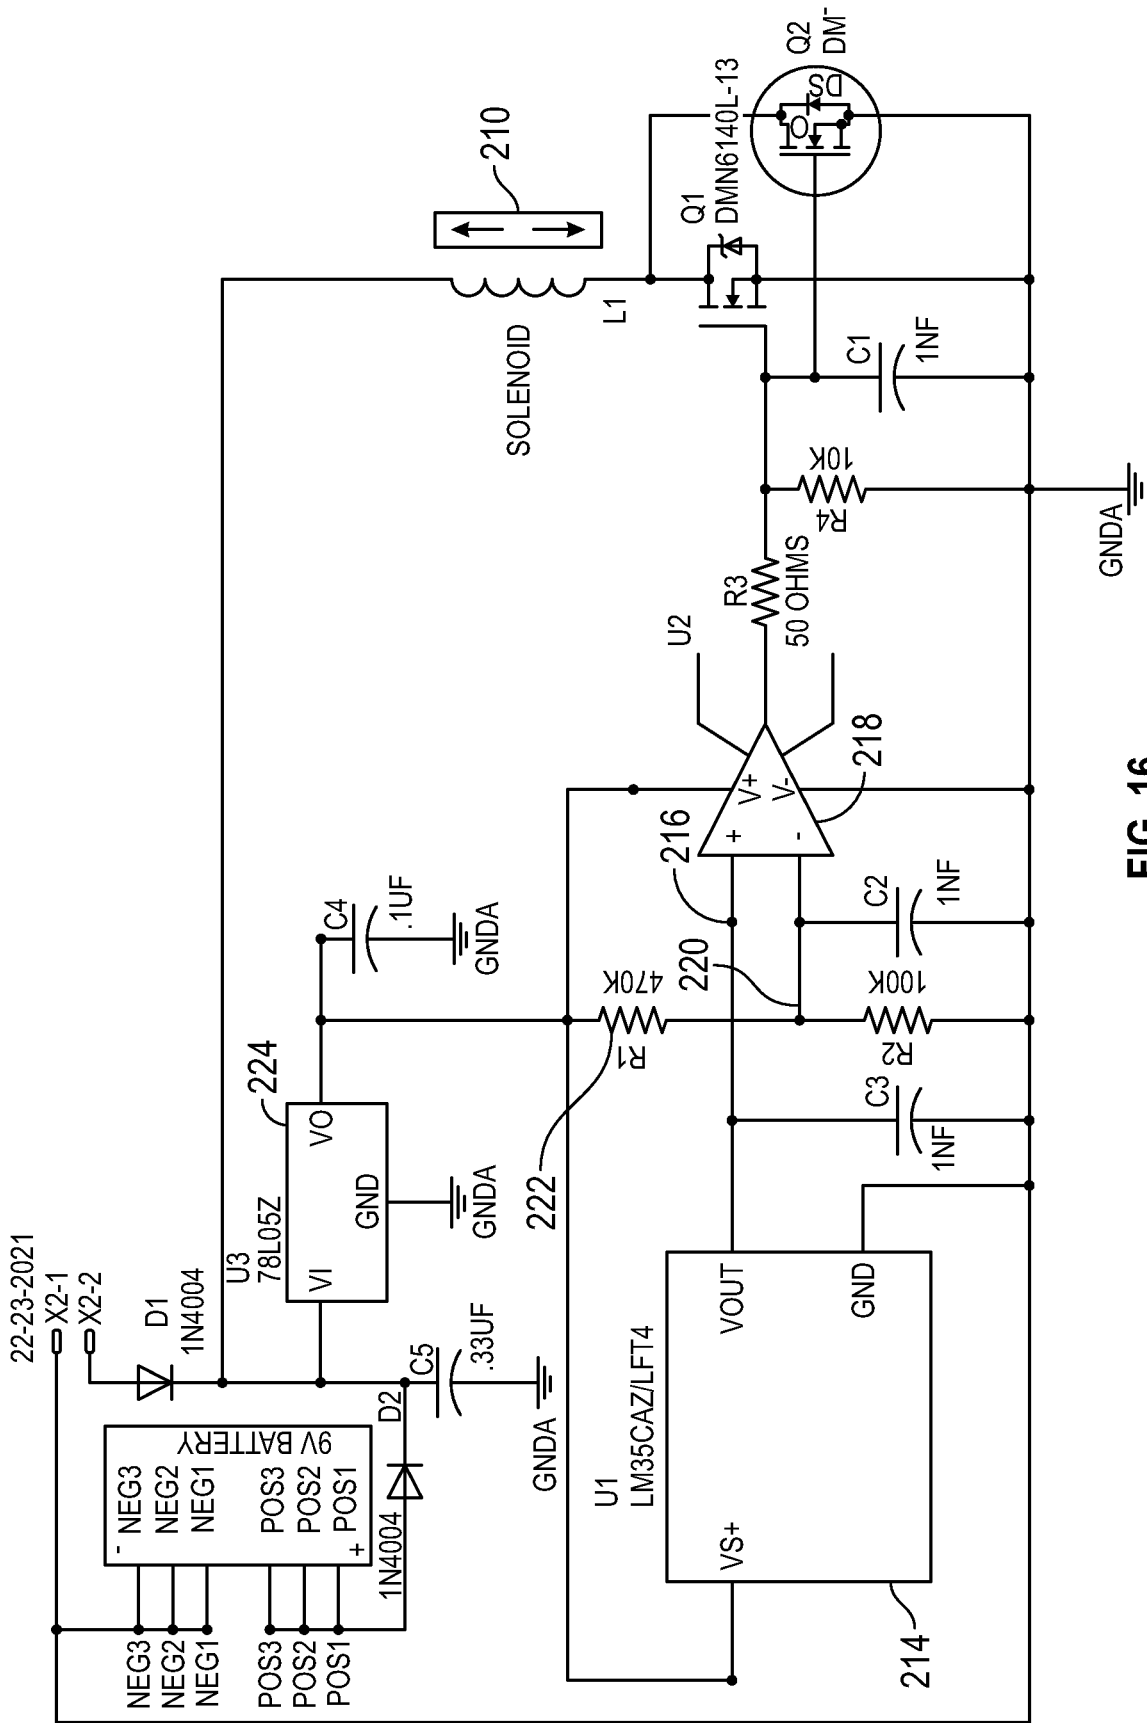 22-23-2021
X2-1
X2-2
D1
1N4004
9V BATTERY
-
NEG3
NEG2
NEG1
POS3
POS2
POS1
+
NEG3
NEG2
NEG1
POS3
POS2
POS1
1N4004
D2
C5
.33UF
GNDA
U3
78L05Z
VI
VO
GND
GNDA
224
C4
.1UF
GNDA
SOLENOID
L1
210
Q1
DMN6140L-13
Q2
DM
DS
O
U1
LM35CAZ/LFT4
VS+
VOUT
GND
214
222
R1
470K
220
216
R2
100K
C3
1NF
C2
1NF
+
-
V+
V-
218
U2
R3
50 OHMS
R4
10K
C1
1NF
GNDA
FIG. 16